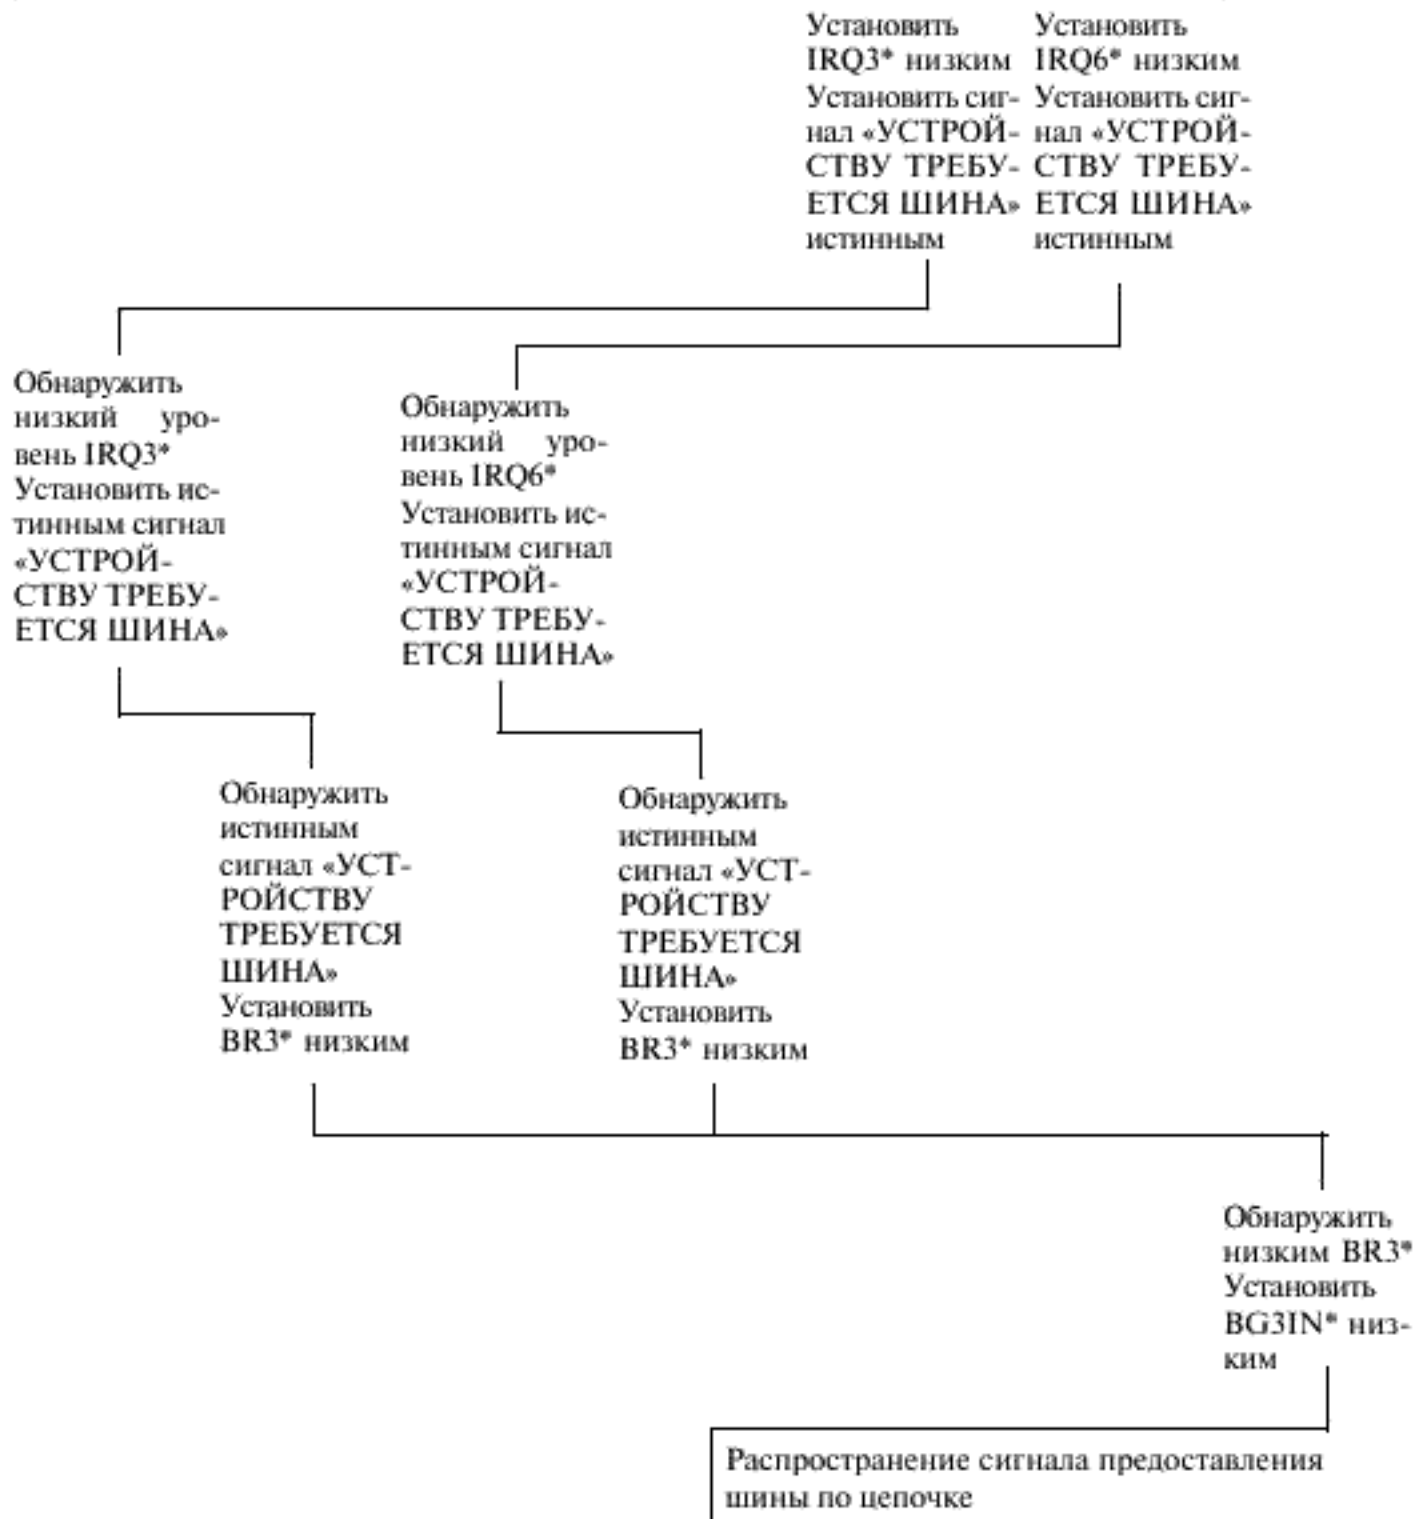 Установить
IRQ3* низким
Установить сиг-
нал «УСТРОЙ-
СТВУ ТРЕБУ-
ЕТСЯ ШИНА»
истинным
Установить
IRQ6* низким
Установить сиг-
нал «УСТРОЙ-
СТВУ ТРЕБУ-
ЕТСЯ ШИНА»
истинным
Обнаружить
низкий уро-
вень IRQ3*
Установить ис-
тинным сигнал
«УСТРОЙ-
СТВУ ТРЕБУ-
ЕТСЯ ШИНА»
Обнаружить
низкий уро-
вень IRQ6*
Установить ис-
тинным сигнал
«УСТРОЙ-
СТВУ ТРЕБУ-
ЕТСЯ ШИНА»
Обнаружить
истинным
сигнал «УСТ-
РОЙСТВУ
ТРЕБУЕТСЯ
ШИНА»
Установить
BR3* низким
Обнаружить
истинным
сигнал «УСТ-
РОЙСТВУ
ТРЕБУЕТСЯ
ШИНА»
Установить
BR3* низким
Обнаружить
низким BR3*
Установить
BG3IN* низ-
ким
Распространение сигнала предоставления
шины по цепочке